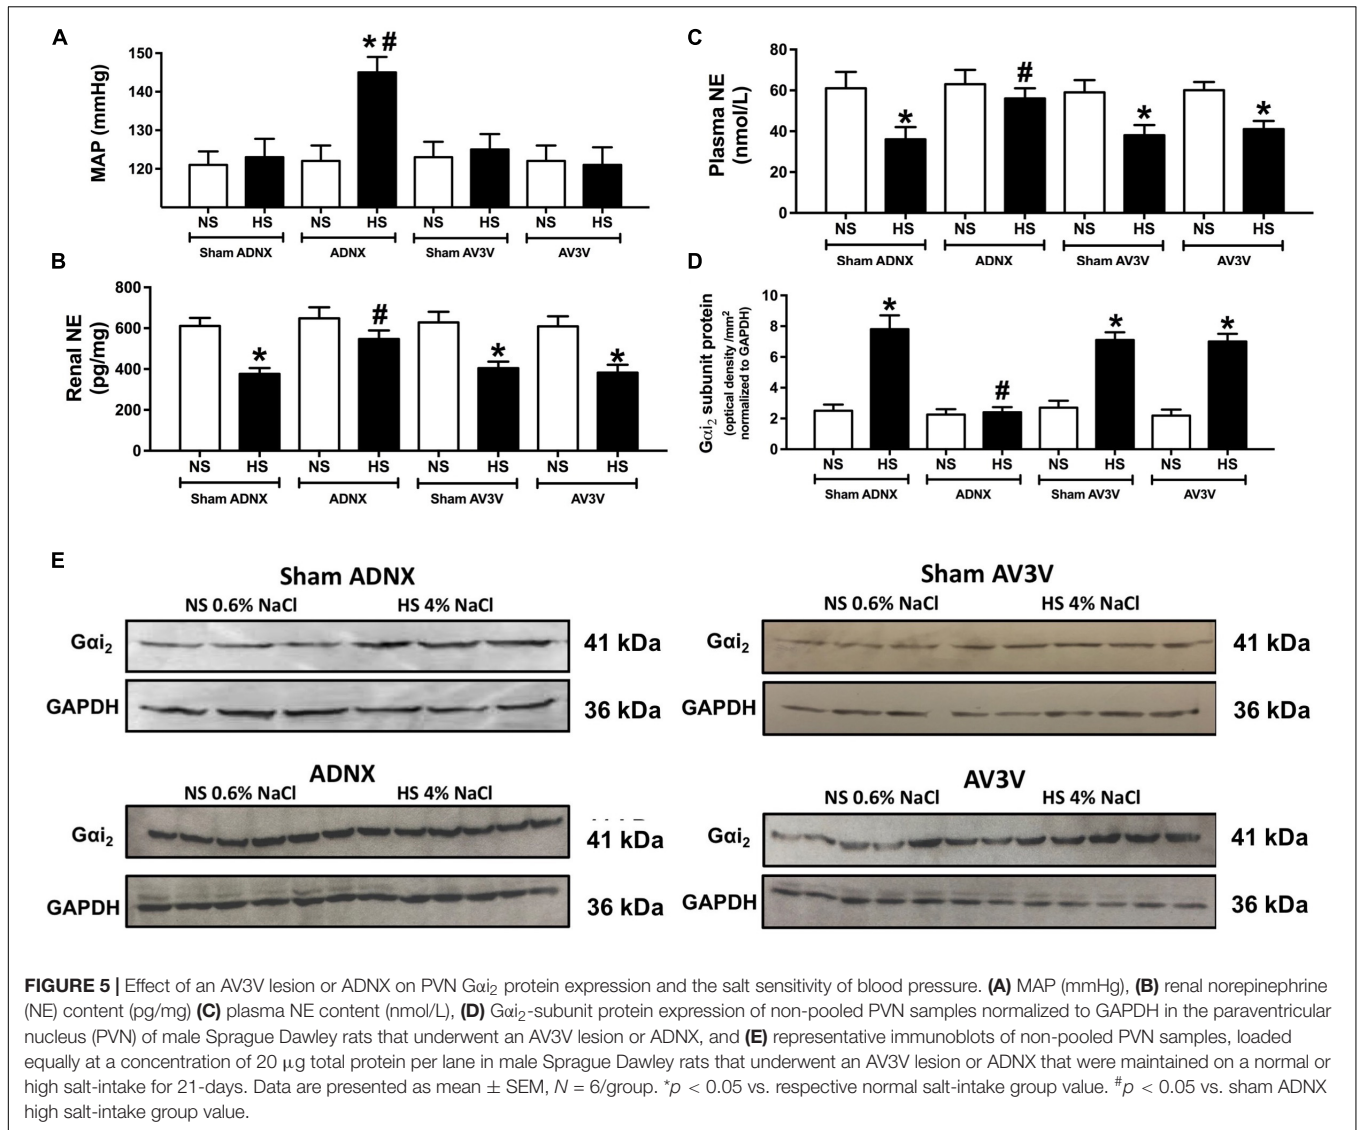 A
MAP (mmHg)
150
140
130
120
* #
NS HS NS HS NS HS NS HS
Sham ADNX ADNX Sham AV3V AV3V
B
Renal NE
(pg/mg)
800
600
400
200
0
* # * *
NS HS NS HS NS HS NS HS
Sham ADNX ADNX Sham AV3V AV3V
C
Plasma NE
(nmol/L)
80
60
40
20
0
* # * *
NS HS NS HS NS HS NS HS
Sham ADNX ADNX Sham AV3V AV3V
D
Gαi₂ subunit protein
(optical density /mm²
normalized to GAPDH)
10
8
6
4
2
0
* # * *
NS HS NS HS NS HS NS HS
Sham ADNX ADNX Sham AV3V AV3V
E
Sham ADNX
NS 0.6% NaCl HS 4% NaCl
Gαi₂ 41 kDa
GAPDH 36 kDa
Sham AV3V
NS 0.6% NaCl HS 4% NaCl
Gαi₂ 41 kDa
GAPDH 36 kDa
ADNX
NS 0.6% NaCl HS 4% NaCl
Gαi₂ 41 kDa
GAPDH 36 kDa
AV3V
NS 0.6% NaCl HS 4% NaCl
Gαi₂ 41 kDa
GAPDH 36 kDa
FIGURE 5 | Effect of an AV3V lesion or ADNX on PVN Gαi₂ protein expression and the salt sensitivity of blood pressure. (A) MAP (mmHg), (B) renal norepinephrine
(NE) content (pg/mg) (C) plasma NE content (nmol/L), (D) Gαi₂-subunit protein expression of non-pooled PVN samples normalized to GAPDH in the paraventricular
nucleus (PVN) of male Sprague Dawley rats that underwent an AV3V lesion or ADNX, and (E) representative immunoblots of non-pooled PVN samples, loaded
equally at a concentration of 20 μg total protein per lane in male Sprague Dawley rats that underwent an AV3V lesion or ADNX that were maintained on a normal or
high salt-intake for 21-days. Data are presented as mean ± SEM, N = 6/group. *p < 0.05 vs. respective normal salt-intake group value. #p < 0.05 vs. sham ADNX
high salt-intake group value.